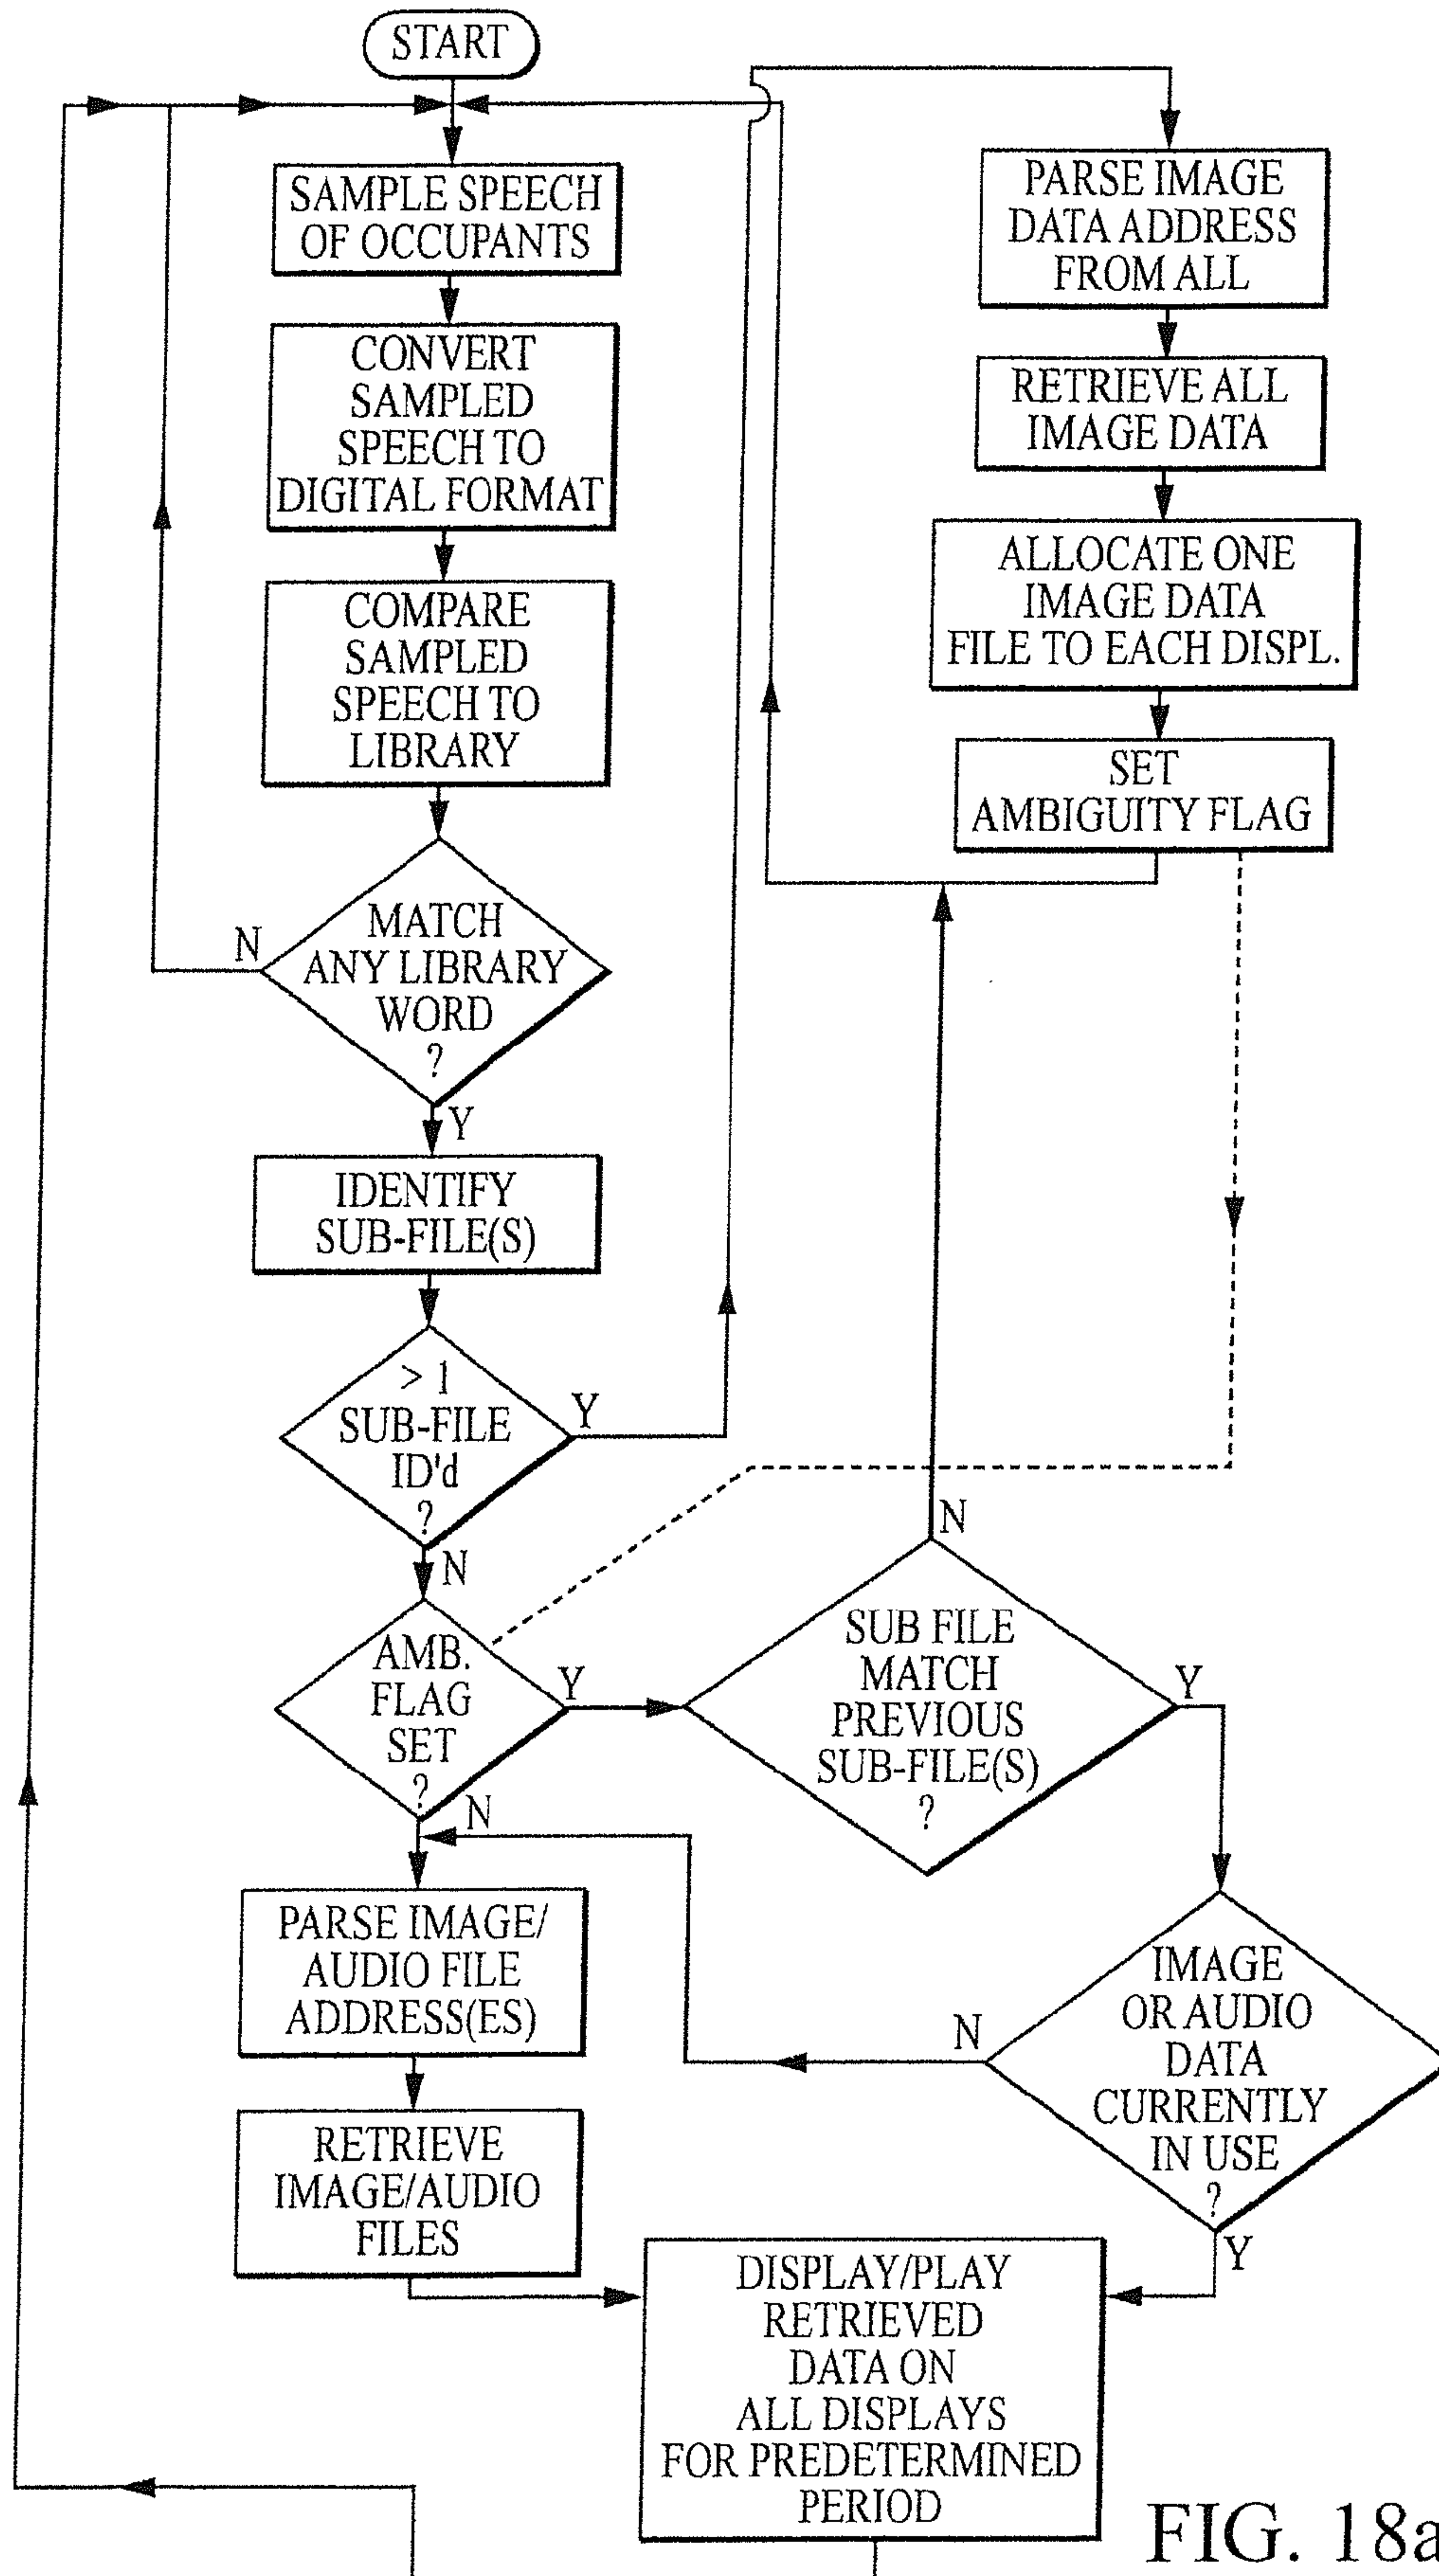 START
SAMPLE SPEECH
OF OCCUPANTS
CONVERT
SAMPLED
SPEECH TO
DIGITAL FORMAT
COMPARE
SAMPLED
SPEECH TO
LIBRARY
N
MATCH
ANY LIBRARY
WORD
?
Y
IDENTIFY
SUB-FILE(S)
> 1
SUB-FILE
ID'd
?
Y
N
AMB.
FLAG
SET
?
Y
N
PARSE IMAGE/
AUDIO FILE
ADDRESS(ES)
RETRIEVE
IMAGE/AUDIO
FILES
PARSE IMAGE
DATA ADDRESS
FROM ALL
RETRIEVE ALL
IMAGE DATA
ALLOCATE ONE
IMAGE DATA
FILE TO EACH DISPL.
SET
AMBIGUITY FLAG
N
SUB FILE
MATCH
PREVIOUS
SUB-FILE(S)
?
Y
IMAGE
OR AUDIO
DATA
CURRENTLY
IN USE
?
N
Y
DISPLAY/PLAY
RETRIEVED
DATA ON
ALL DISPLAYS
FOR PREDETERMINED
PERIOD
FIG. 18a